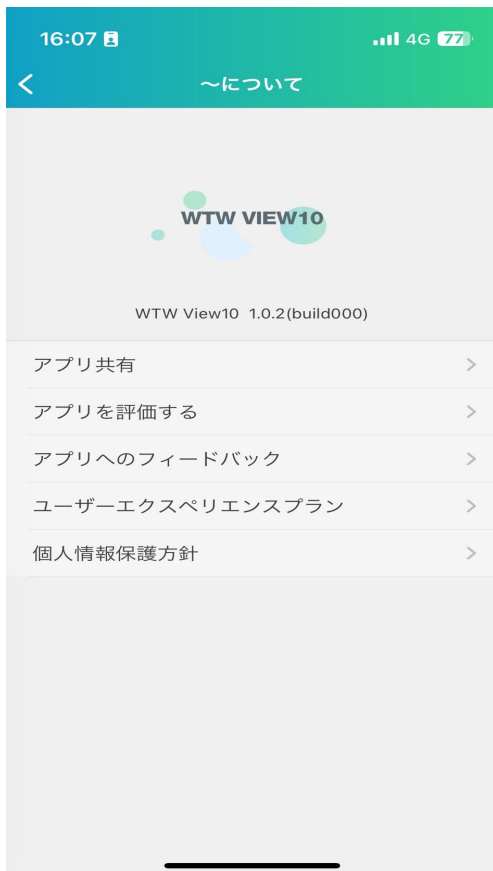 16:07
4G 77
～について
WTW VIEW10
WTW View10 1.0.2(build000)
アプリ共有
アプリを評価する
アプリへのフィードバック
ユーザーエクスペリエンスプラン
個人情報保護方針